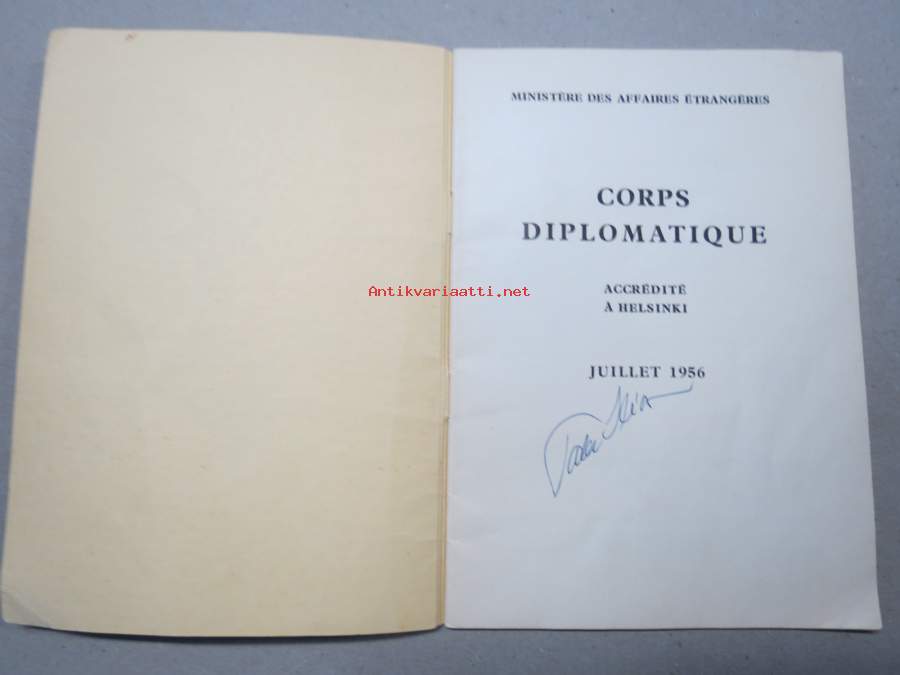 MINISTÈRE DES AFFAIRES ÉTRANGÈRES
CORPS
DIPLOMATIQUE
ACCRÉDITÉ
À HELSINKI
JUILLET 1956
Antikvariaatti.net